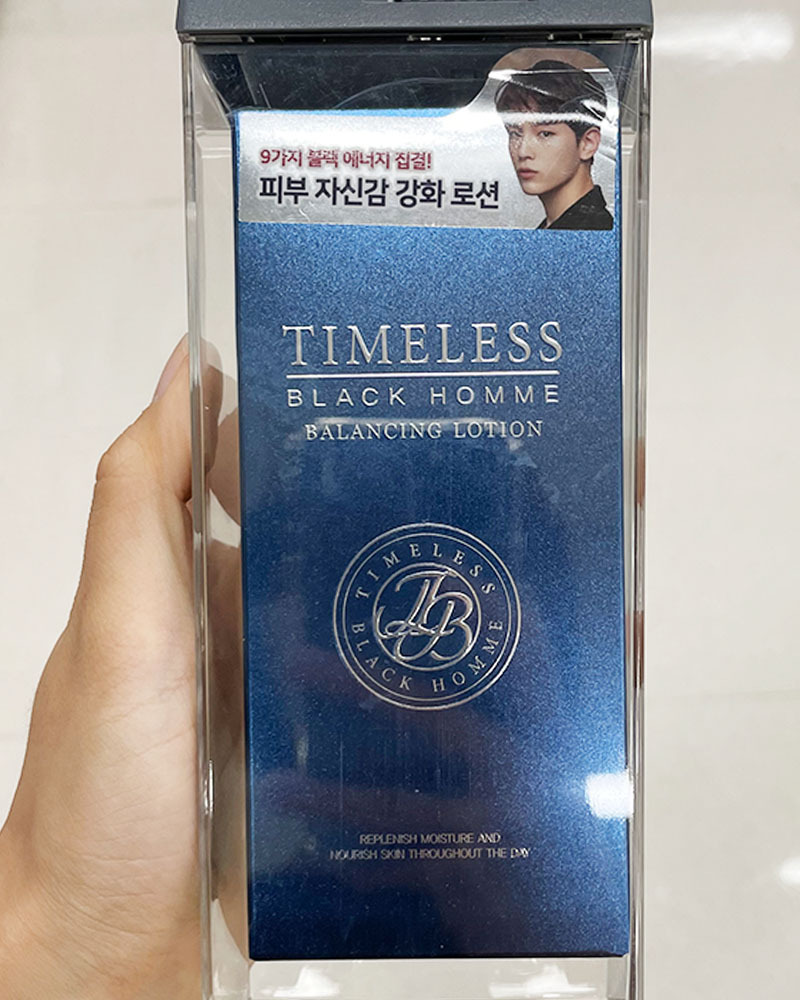 9가지 블랙 에너지 집결!
피부 자신감 강화 로션
TIMELESS
BLACK HOMME
BALANCING LOTION
TIMELESS
BLACK HOMME
REPLENISH MOISTURE AND
NOURISH SKIN THROUGHOUT THE DAY